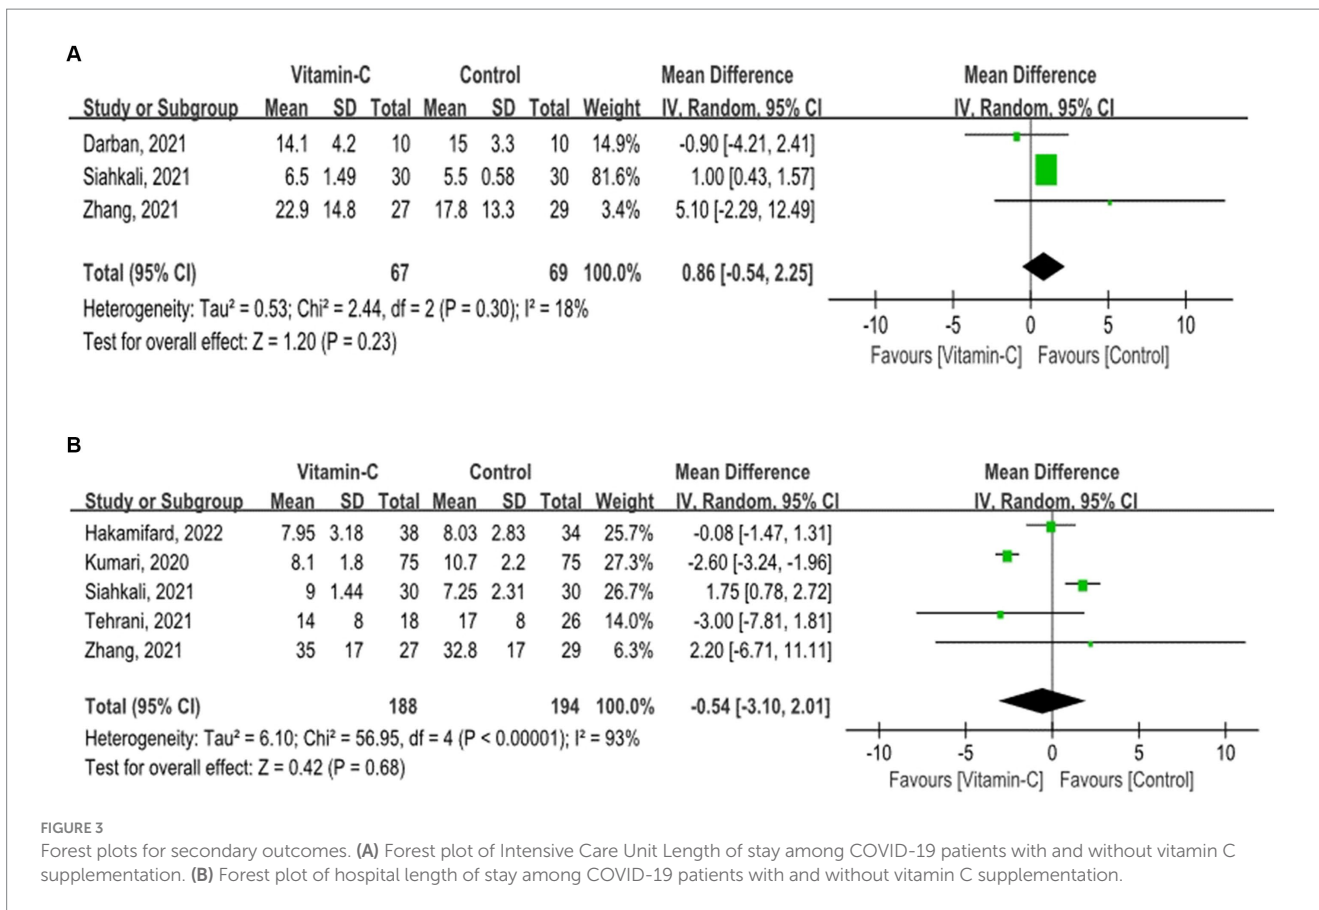 A
Vitamin-C Control Mean Difference Mean Difference
Study or Subgroup Mean SD Total Mean SD Total Weight IV, Random, 95% CI IV, Random, 95% CI
Darban, 2021 14.1 4.2 10 15 3.3 10 14.9% -0.90 [-4.21, 2.41]
Siahkali, 2021 6.5 1.49 30 5.5 0.58 30 81.6% 1.00 [0.43, 1.57]
Zhang, 2021 22.9 14.8 27 17.8 13.3 29 3.4% 5.10 [-2.29, 12.49]
Total (95% CI) 67 69 100.0% 0.86 [-0.54, 2.25]
Heterogeneity: Tau² = 0.53; Chi² = 2.44, df = 2 (P = 0.30); I² = 18%
Test for overall effect: Z = 1.20 (P = 0.23)
-10 -5 0 5 10
Favours [Vitamin-C] Favours [Control]
B
Vitamin-C Control Mean Difference Mean Difference
Study or Subgroup Mean SD Total Mean SD Total Weight IV, Random, 95% CI IV, Random, 95% CI
Hakamifard, 2022 7.95 3.18 38 8.03 2.83 34 25.7% -0.08 [-1.47, 1.31]
Kumari, 2020 8.1 1.8 75 10.7 2.2 75 27.3% -2.60 [-3.24, -1.96]
Siahkali, 2021 9 1.44 30 7.25 2.31 30 26.7% 1.75 [0.78, 2.72]
Tehrani, 2021 14 8 18 17 8 26 14.0% -3.00 [-7.81, 1.81]
Zhang, 2021 35 17 27 32.8 17 29 6.3% 2.20 [-6.71, 11.11]
Total (95% CI) 188 194 100.0% -0.54 [-3.10, 2.01]
Heterogeneity: Tau² = 6.10; Chi² = 56.95, df = 4 (P < 0.00001); I² = 93%
Test for overall effect: Z = 0.42 (P = 0.68)
-10 -5 0 5 10
Favours [Vitamin-C] Favours [Control]
FIGURE 3
Forest plots for secondary outcomes. (A) Forest plot of Intensive Care Unit Length of stay among COVID-19 patients with and without vitamin C
supplementation. (B) Forest plot of hospital length of stay among COVID-19 patients with and without vitamin C supplementation.